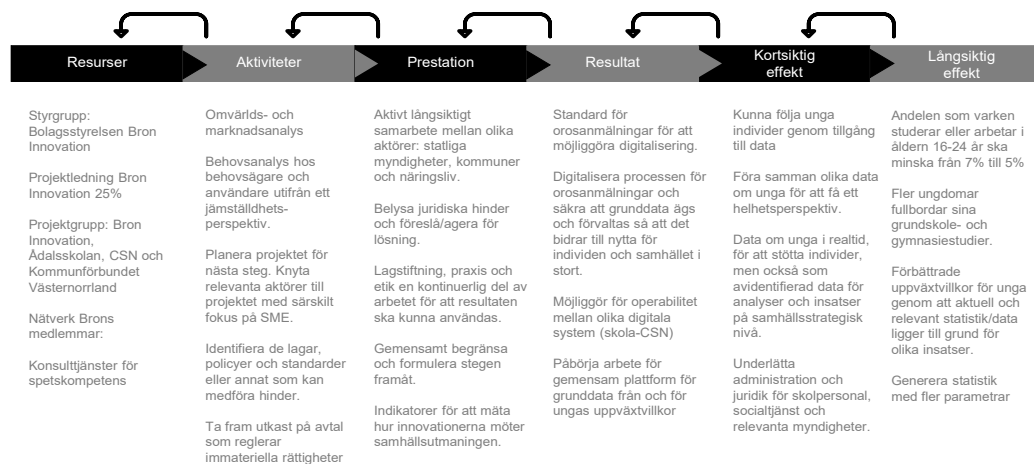 Resurser
Aktiviteter
Prestation
Resultat
Kortsiktig
effekt
Långsiktig
effekt
Styrgrupp:
Bolagsstyrelsen Bron
Innovation
Projektledning Bron
Innovation 25%
Projektgrupp: Bron
Innovation,
Ådalsskolan, CSN och
Kommunförbundet
Västernorrland
Nätverk Brons
medlemmar:
Konsulttjänster för
spetskompetens
Omvärlds- och
marknadsanalys
Behovsanalys hos
behovsägare och
användare utifrån ett
jämställdhets-
perspektiv.
Planera projektet för
nästa steg. Knyta
relevanta aktörer till
projektet med särskilt
fokus på SME.
Identifiera de lagar,
policyer och standarder
eller annat som kan
medföra hinder.
Ta fram utkast på avtal
som reglerar
immateriella rättigheter
Aktivt långsiktigt
samarbete mellan olika
aktörer: statliga
myndigheter, kommuner
och näringsliv.
Belysa juridiska hinder
och föreslå/agera för
lösning.
Lagstiftning, praxis och
etik en kontinuerlig del av
arbetet för att resultaten
ska kunna användas.
Gemensamt begränsa
och formulera stegen
framåt.
Indikatorer för att mäta
hur innovationerna möter
samhällsutmaningen.
Standard för
orosanmälningar för att
möjliggöra digitalisering.
Digitalisera processen för
orosanmälningar och
säkra att grunddata ägs
och förvaltas så att det
bidrar till nytta för
individen och samhället i
stort.
Möjliggör för operabilitet
mellan olika digitala
system (skola-CSN)
Påbörja arbete för
gemensam plattform för
grunddata från och för
ungas uppväxtvillkor
Kunna följa unga
individer genom tillgång
till data
Föra samman olika data
om unga för att få ett
helhetsperspektiv.
Data om unga i realtid,
för att stötta individer,
men också som
avidentifierad data för
analyser och insatser
på samhällsstrategisk
nivå.
Underlätta
administration och
juridik för skolpersonal,
socialtjänst och
relevanta myndigheter.
Andelen som varken
studerar eller arbetar i
åldern 16-24 år ska
minska från 7% till 5%
Fler ungdomar
fullbordar sina
grundskole- och
gymnasiestudier.
Förbättrade
uppväxtvillkor för unga
genom att aktuell och
relevant statistik/data
ligger till grund för
olika insatser.
Generera statistik
med fler parametrar